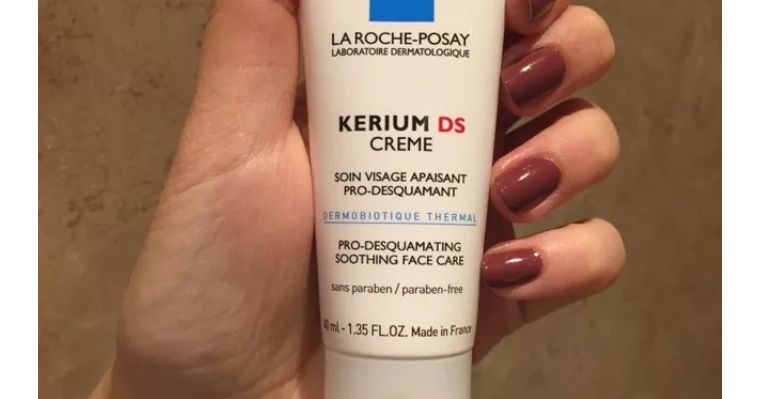 LA ROCHE-POSAY
LABORATOIRE DERMATOLOGIQUE
KERIUM DS
CREME
SOIN VISAGE APAISANT
PRO-DESQUAMANT
DERMOBIOTIQUE THERMAL
PRO-DESQUAMATING
SOOTHING FACE CARE
sans paraben / paraben-free
40 ml - 1.35 FL.OZ. Made in France